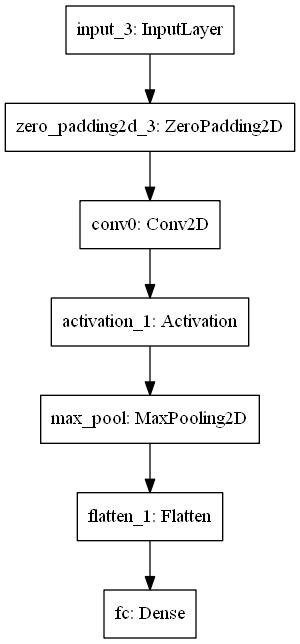 input_3: InputLayer
zero_padding2d_3: ZeroPadding2D
conv0: Conv2D
activation_1: Activation
max_pool: MaxPooling2D
flatten_1: Flatten
fc: Dense